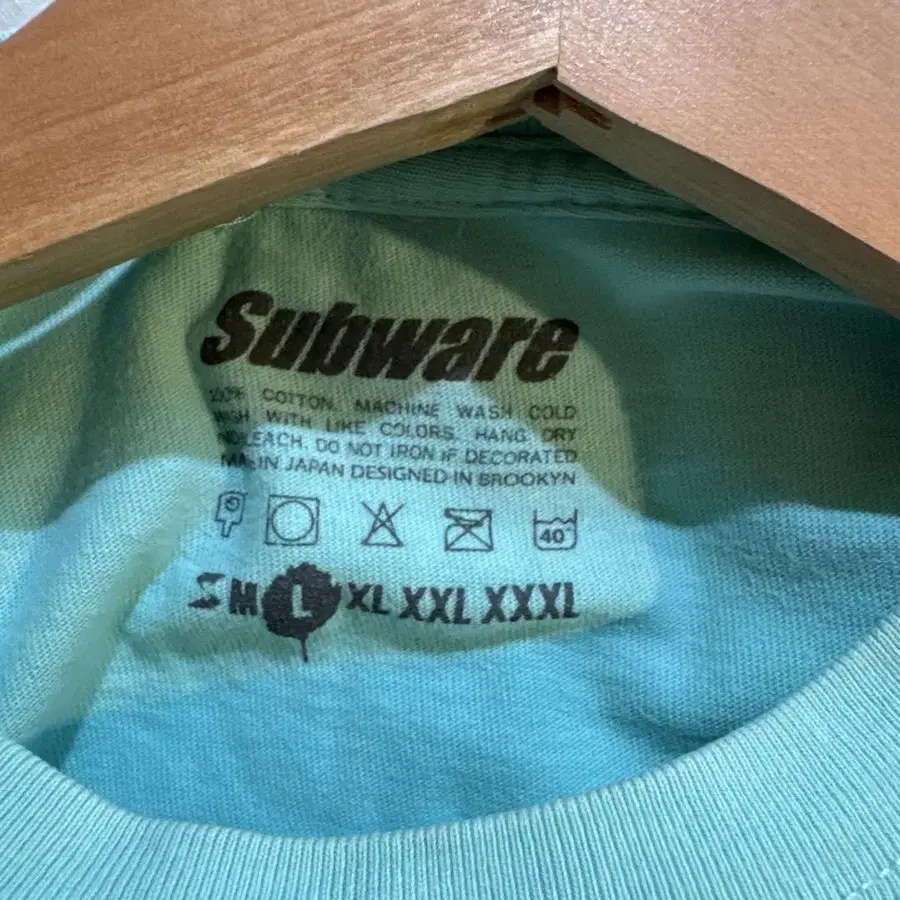 Subware
100% COTTON. MACHINE WASH COLD
WASH WITH LIKE COLORS. HANG DRY
NO BLEACH. DO NOT IRON IF DECORATED
MADE IN JAPAN DESIGNED IN BROOKYN
40°
S M L XL XXL XXXL